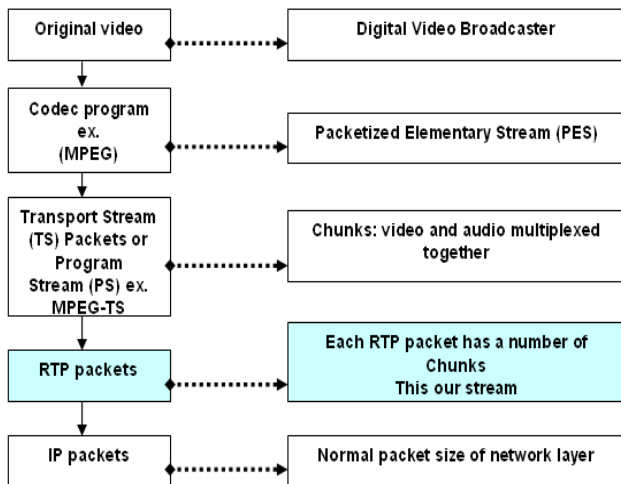 Original video
Digital Video Broadcaster
Codec program
ex.
(MPEG)
Packetized Elementary Stream (PES)
Transport Stream
(TS) Packets or
Program
Stream (PS) ex.
MPEG-TS
Chunks: video and audio multiplexed
together
RTP packets
Each RTP packet has a number of
Chunks
This our stream
IP packets
Normal packet size of network layer